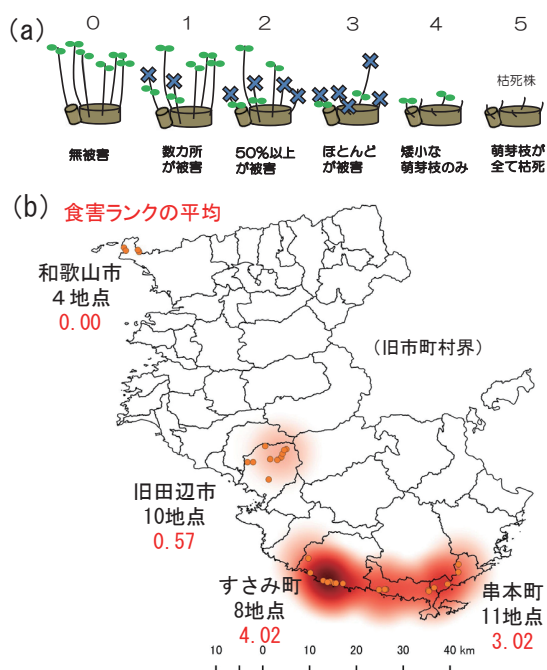 (a)
0 1 2 3 4 5
枯死株
無被害
数カ所
が被害
50%以上
が被害
ほとんど
が被害
矮小な
萌芽枝のみ
萌芽枝が
全て枯死
(b) 食害ランクの平均
和歌山市
4地点
0.00
(旧市町村界)
旧田辺市
10地点
0.57
すさみ町
8地点
4.02
串本町
11地点
3.02
10 0 10 20 30 40 km